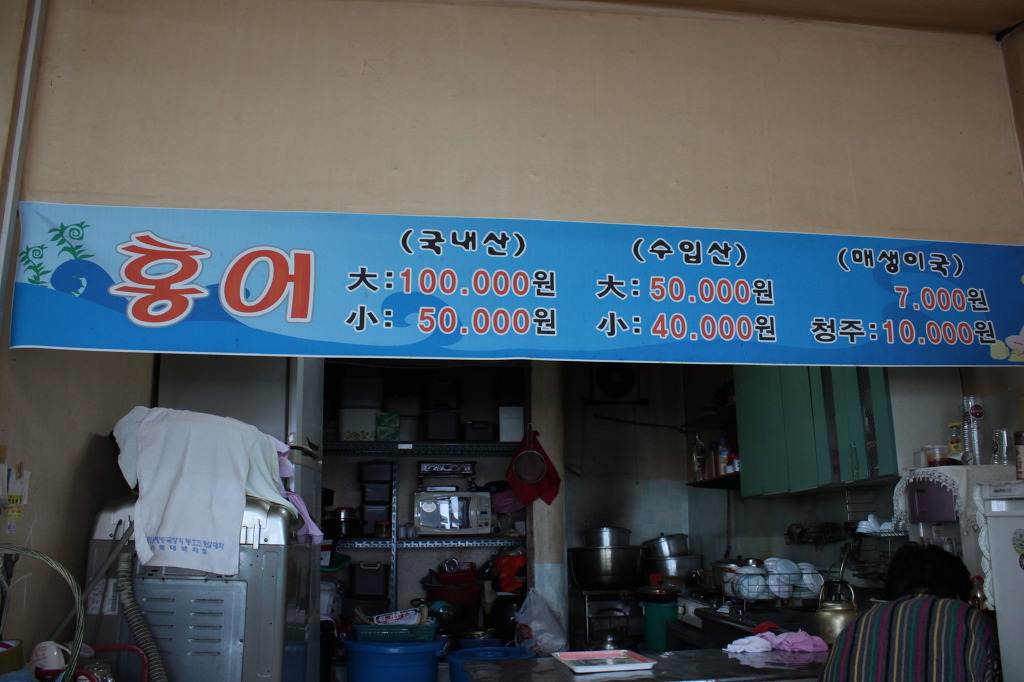 홍어
(국내산)
大:100.000원
小: 50.000원
(수입산)
大: 50.000원
小: 40.000원
(매생이국)
7.000원
청주:10.000원